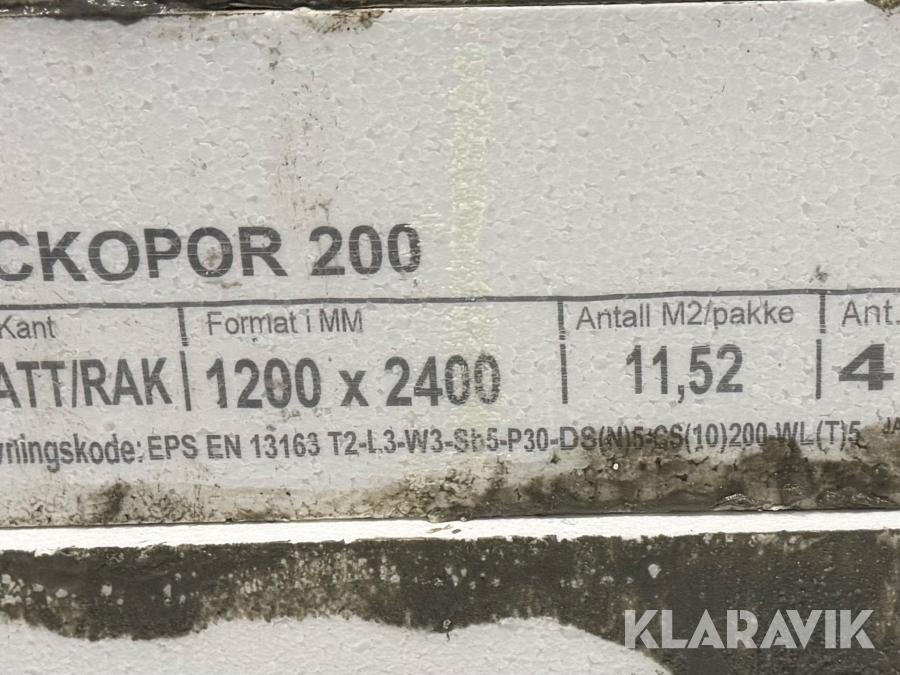 CKOPOR 200
Kant Format i MM Antall M2/pakke Ant.
ATT/RAK 1200 x 2400 11,52 4
vningskode: EPS EN 13163 T2-L3-W3-Sb5-P30-DS(N)5-CS(10)200-WL(T)5
KLARAVIK